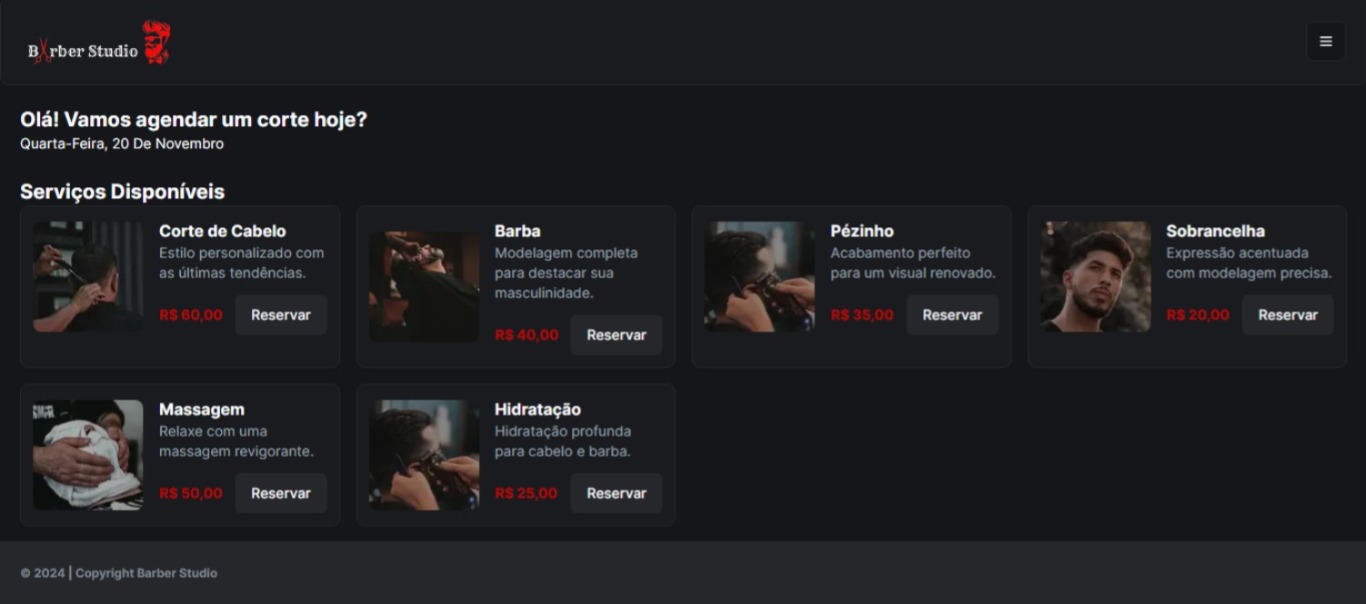 Barber Studio
Olá! Vamos agendar um corte hoje?
Quarta-Feira, 20 De Novembro
Serviços Disponíveis
Corte de Cabelo
Estilo personalizado com
as últimas tendências.
R$ 60,00 Reservar
Barba
Modelagem completa
para destacar sua
masculinidade.
R$ 40,00 Reservar
Pézinho
Acabamento perfeito
para um visual renovado.
R$ 35,00 Reservar
Sobrancelha
Expressão acentuada
com modelagem precisa.
R$ 20,00 Reservar
Massagem
Relaxe com uma
massagem revigorante.
R$ 50,00 Reservar
Hidratação
Hidratação profunda
para cabelo e barba.
R$ 25,00 Reservar
© 2024 | Copyright Barber Studio